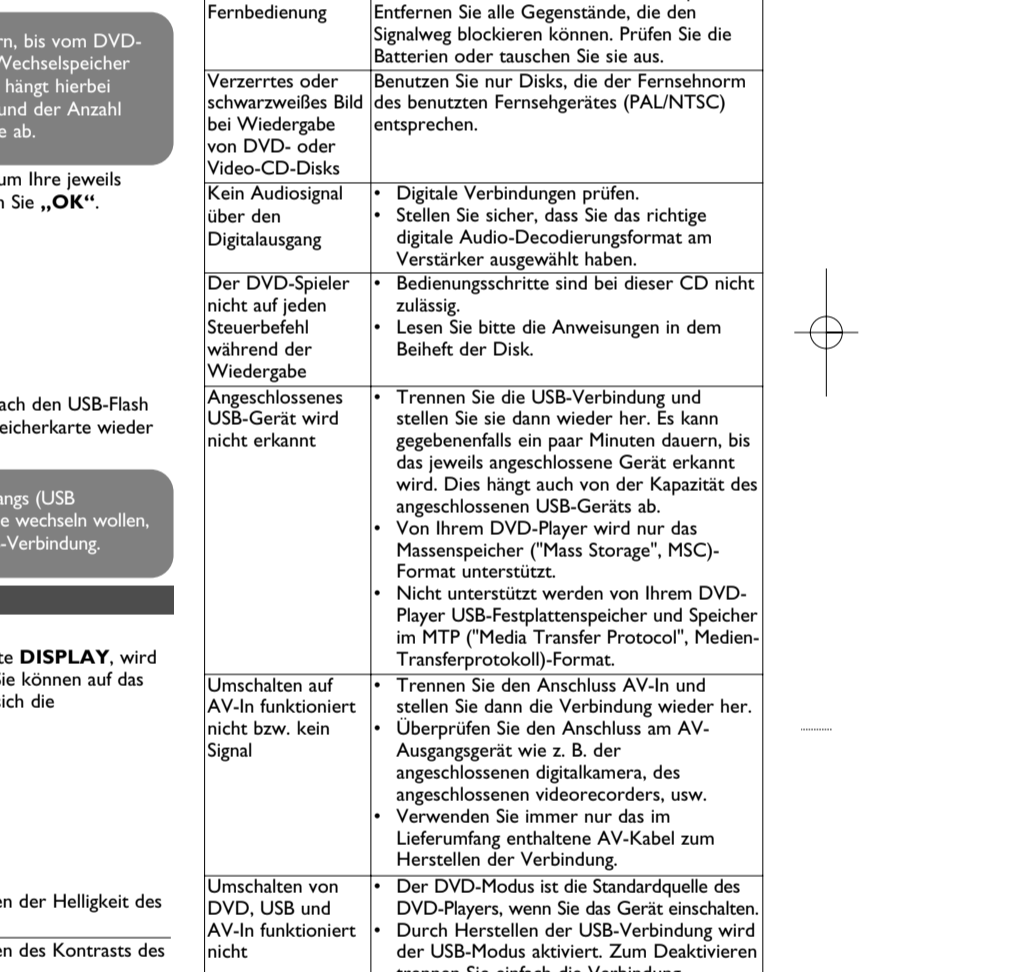 rn, bis vom DVD-
Wechselspeicher
hängt hierbei
und der Anzahl
e ab.
um Ihre jeweils
n Sie „OK“.
ach den USB-Flash
eicherkarte wieder
angs (USB
e wechseln wollen,
-Verbindung.
te DISPLAY, wird
Sie können auf das
sich die
en der Helligkeit des
en des Kontrasts des
Fernbedienung
Entfernen Sie alle Gegenstände, die den
Signalweg blockieren können. Prüfen Sie die
Batterien oder tauschen Sie sie aus.
Verzerrtes oder
schwarzweißes Bild
bei Wiedergabe
von DVD- oder
Video-CD-Disks
Benutzen Sie nur Disks, die der Fernsehnorm
des benutzten Fernsehgerätes (PAL/NTSC)
entsprechen.
Kein Audiosignal
über den
Digitalausgang
• Digitale Verbindungen prüfen.
• Stellen Sie sicher, dass Sie das richtige
digitale Audio-Decodierungsformat am
Verstärker ausgewählt haben.
Der DVD-Spieler
nicht auf jeden
Steuerbefehl
während der
Wiedergabe
• Bedienungsschritte sind bei dieser CD nicht
zulässig.
• Lesen Sie bitte die Anweisungen in dem
Beiheft der Disk.
Angeschlossenes
USB-Gerät wird
nicht erkannt
• Trennen Sie die USB-Verbindung und
stellen Sie sie dann wieder her. Es kann
gegebenenfalls ein paar Minuten dauern, bis
das jeweils angeschlossene Gerät erkannt
wird. Dies hängt auch von der Kapazität des
angeschlossenen USB-Geräts ab.
• Von Ihrem DVD-Player wird nur das
Massenspeicher ("Mass Storage", MSC)-
Format unterstützt.
• Nicht unterstützt werden von Ihrem DVD-
Player USB-Festplattenspeicher und Speicher
im MTP ("Media Transfer Protocol", Medien-
Transferprotokoll)-Format.
Umschalten auf
AV-In funktioniert
nicht bzw. kein
Signal
• Trennen Sie den Anschluss AV-In und
stellen Sie dann die Verbindung wieder her.
• Überprüfen Sie den Anschluss am AV-
Ausgangsgerät wie z. B. der
angeschlossenen digitalkamera, des
angeschlossenen videorecorders, usw.
• Verwenden Sie immer nur das im
Lieferumfang enthaltene AV-Kabel zum
Herstellen der Verbindung.
Umschalten von
DVD, USB und
AV-In funktioniert
nicht
• Der DVD-Modus ist die Standardquelle des
DVD-Players, wenn Sie das Gerät einschalten.
• Durch Herstellen der USB-Verbindung wird
der USB-Modus aktiviert. Zum Deaktivieren
trennen Sie einfach die Verbindung